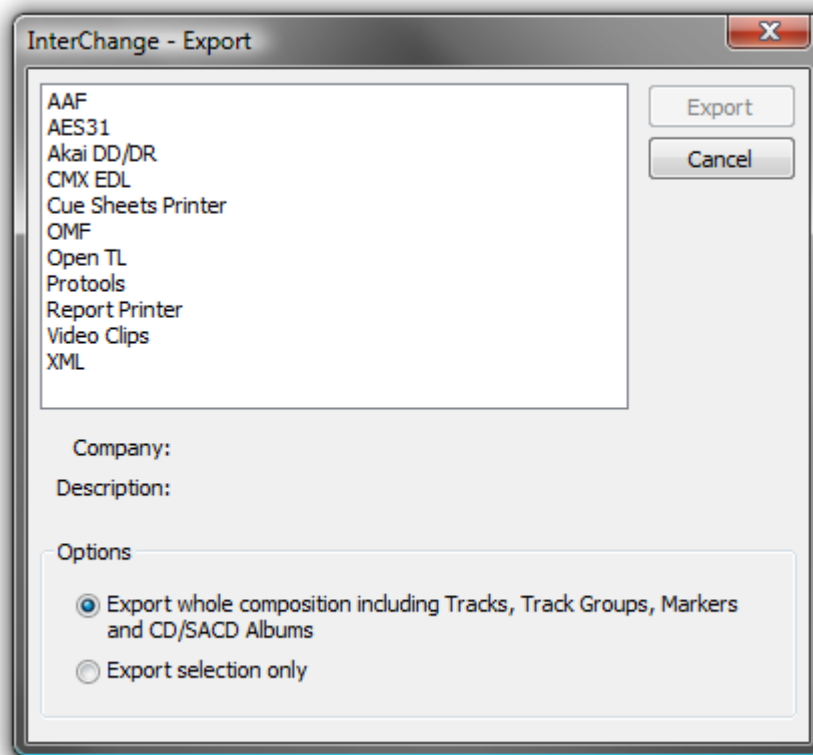 InterChange - Export
AAF
AES31
Akai DD/DR
CMX EDL
Cue Sheets Printer
OMF
Open TL
Protools
Report Printer
Video Clips
XML
Export
Cancel
Company:
Description:
Options
Export whole composition including Tracks, Track Groups, Markers
and CD/SACD Albums
Export selection only